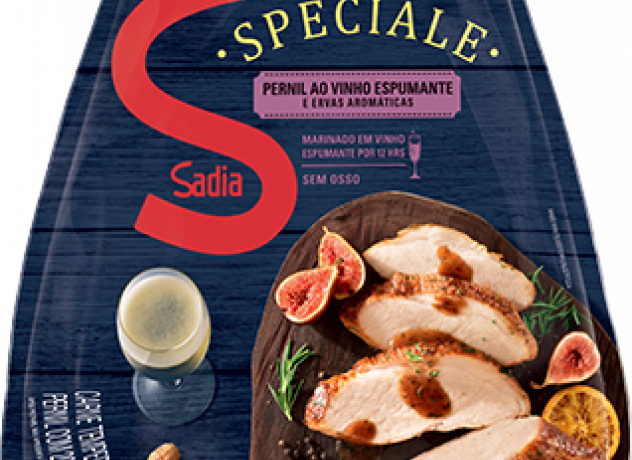 SPECIALE
PERNIL AO VINHO ESPUMANTE
E ERVAS AROMÁTICAS
MARINADO EM VINHO
ESPUMANTE POR 12 HRS
Sadia
SEM OSSO